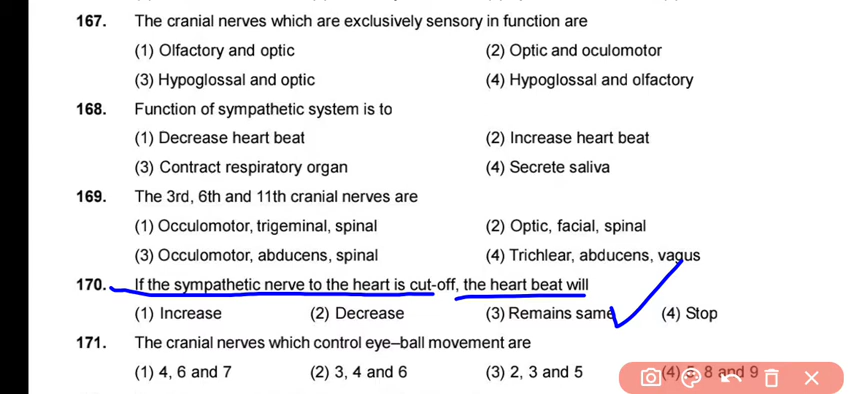 167. The cranial nerves which are exclusively sensory in function are
(1) Olfactory and optic (2) Optic and oculomotor
(3) Hypoglossal and optic (4) Hypoglossal and olfactory
168. Function of sympathetic system is to
(1) Decrease heart beat (2) Increase heart beat
(3) Contract respiratory organ (4) Secrete saliva
169. The 3rd, 6th and 11th cranial nerves are
(1) Occulomotor, trigeminal, spinal (2) Optic, facial, spinal
(3) Occulomotor, abducens, spinal (4) Trichlear, abducens, vagus
170. If the sympathetic nerve to the heart is cut-off, the heart beat will
(1) Increase (2) Decrease (3) Remains same (4) Stop
171. The cranial nerves which control eye–ball movement are
(1) 4, 6 and 7 (2) 3, 4 and 6 (3) 2, 3 and 5 (4) 8 and 9